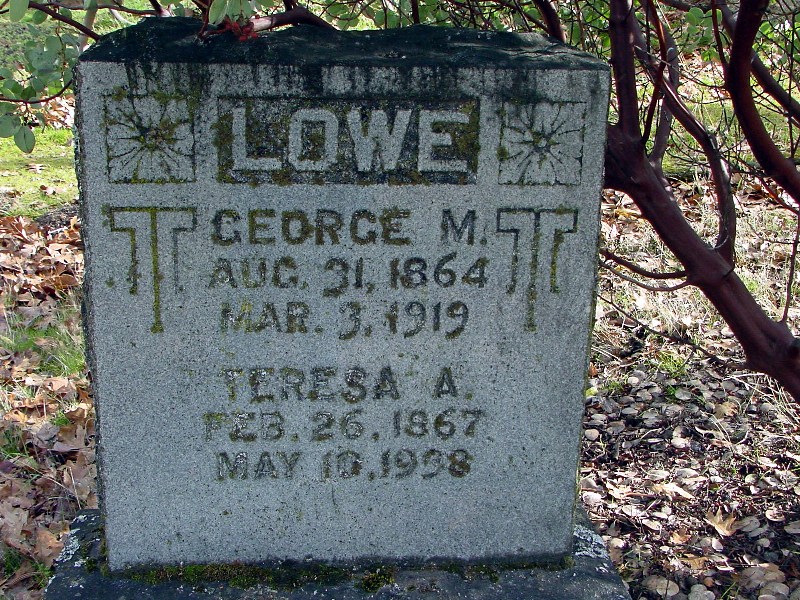 LOWE
GEORGE M.
AUG. 31, 1864
MAR. 3, 1919
TERESA A.
FEB. 26, 1867
MAY 10, 1938